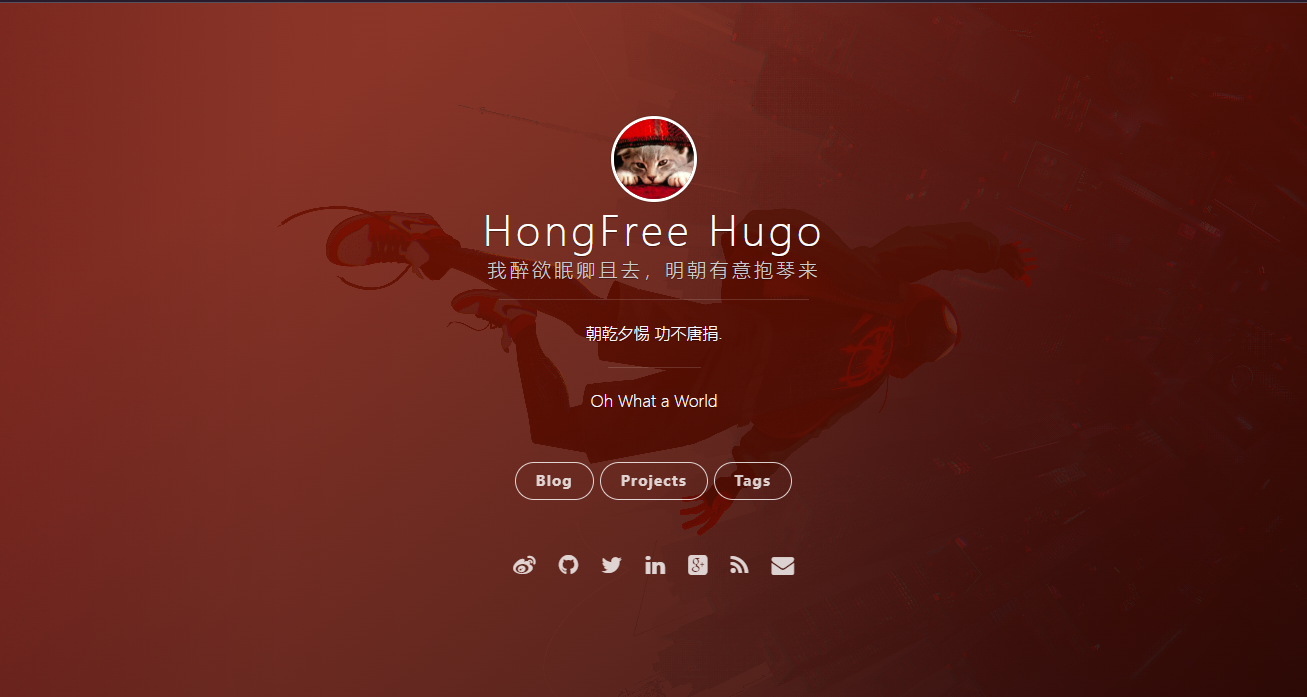 HongFree Hugo
我醉欲眠卿且去，明朝有意抱琴来
朝乾夕惕 功不唐捐.
Oh What a World
Blog Projects Tags